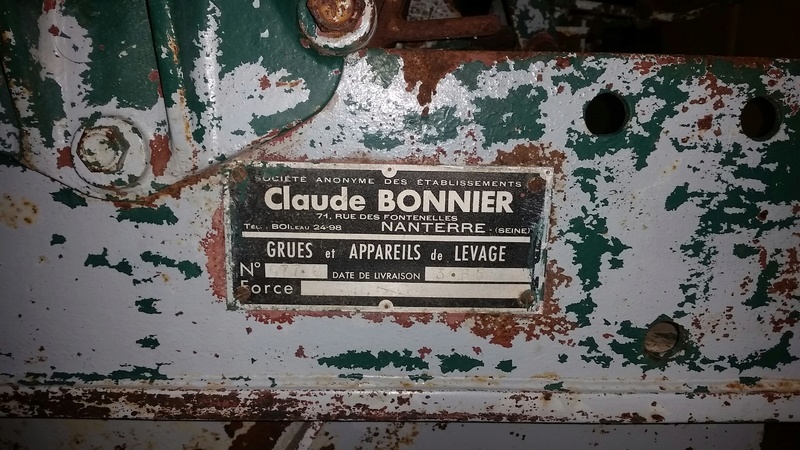 SOCIÉTÉ ANONYME DES ÉTABLISSEMENTS
Claude BONNIER
71, RUE DES FONTENELLES
TÉL. : BOILEAU 24-98 NANTERRE (SEINE)
GRUES et APPAREILS de LEVAGE
N° DATE DE LIVRAISON
Force